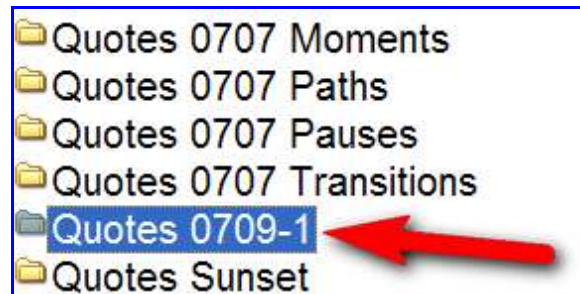 Quotes 0707 Moments
Quotes 0707 Paths
Quotes 0707 Pauses
Quotes 0707 Transitions
Quotes 0709-1
Quotes Sunset